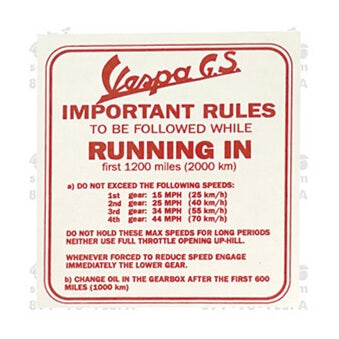 Vespa G.S.
IMPORTANT RULES
TO BE FOLLOWED WHILE
RUNNING IN
first 1200 miles (2000 km)
a) DO NOT EXCEED THE FOLLOWING SPEEDS:
1st gear: 15 MPH (25 km/h)
2nd gear: 25 MPH (40 km/h)
3rd gear: 34 MPH (55 km/h)
4th gear: 44 MPH (70 km/h)
DO NOT HOLD THESE MAX SPEEDS FOR LONG PERIODS
NEITHER USE FULL THROTTLE OPENING UP-HILL.
WHENEVER FORCED TO REDUCE SPEED ENGAGE
IMMEDIATELY THE LOWER GEAR.
b) CHANGE OIL IN THE GEARBOX AFTER THE FIRST 600
MILES (1000 km)